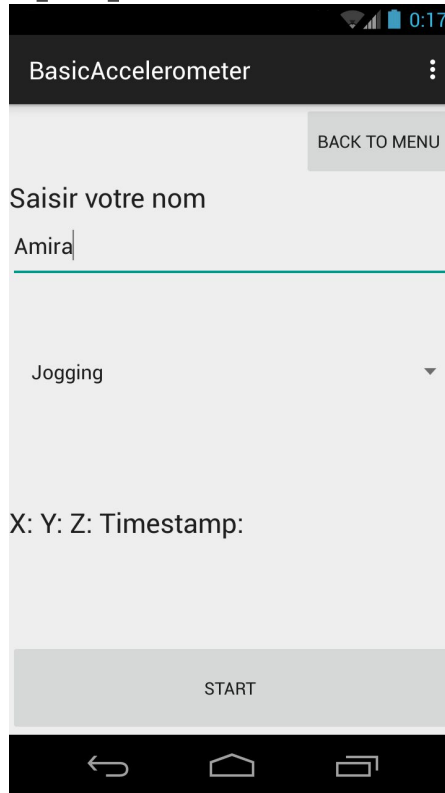 0:17
BasicAccelerometer
BACK TO MENU
Saisir votre nom
Amira
Jogging
X: Y: Z: Timestamp:
START